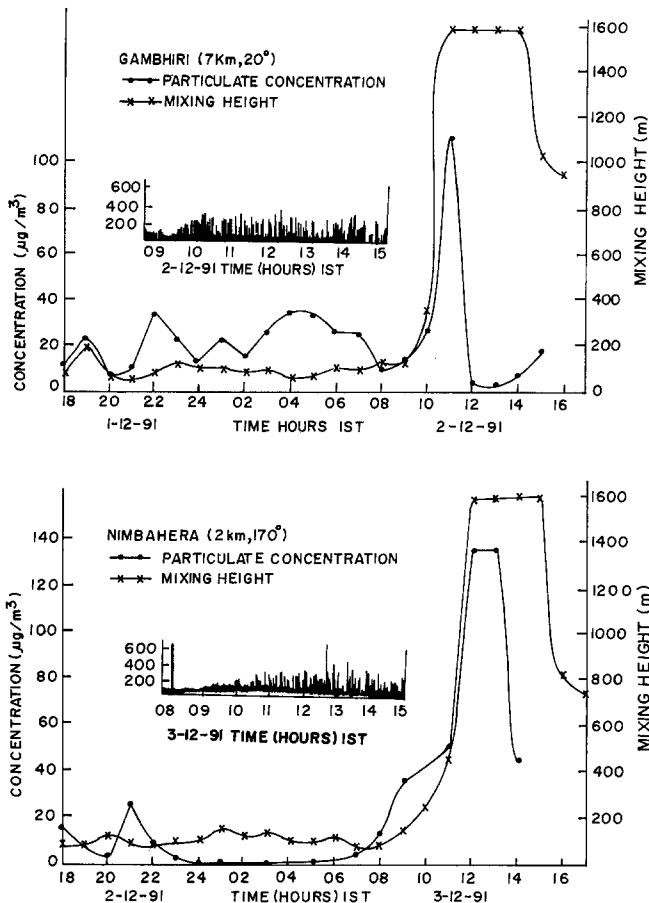 GAMBHIRI (7Km,20°)
PARTICULATE CONCENTRATION
MIXING HEIGHT
1600
1400
1200
1000
800
600
400
200
0
MIXING HEIGHT (m)
100
80
60
40
20
0
CONCENTRATION (µg/m³)
600
400
200
09 10 11 12 13 14 15
2-12-91 TIME (HOURS) IST
18 20 22 24 02 04 06 08 10 12 14 16
1-12-91 TIME HOURS IST 2-12-91
NIMBAHERA (2km,170°)
PARTICULATE CONCENTRATION
MIXING HEIGHT
1600
1400
1200
1000
800
600
400
200
MIXING HEIGHT (m)
140
120
100
80
60
40
20
0
CONCENTRATION (µg/m³)
600
400
200
08 09 10 11 12 13 14 15
3-12-91 TIME (HOURS) IST
18 20 22 24 02 04 06 08 10 12 14 16
2-12-91 TIME (HOURS) IST 3-12-91